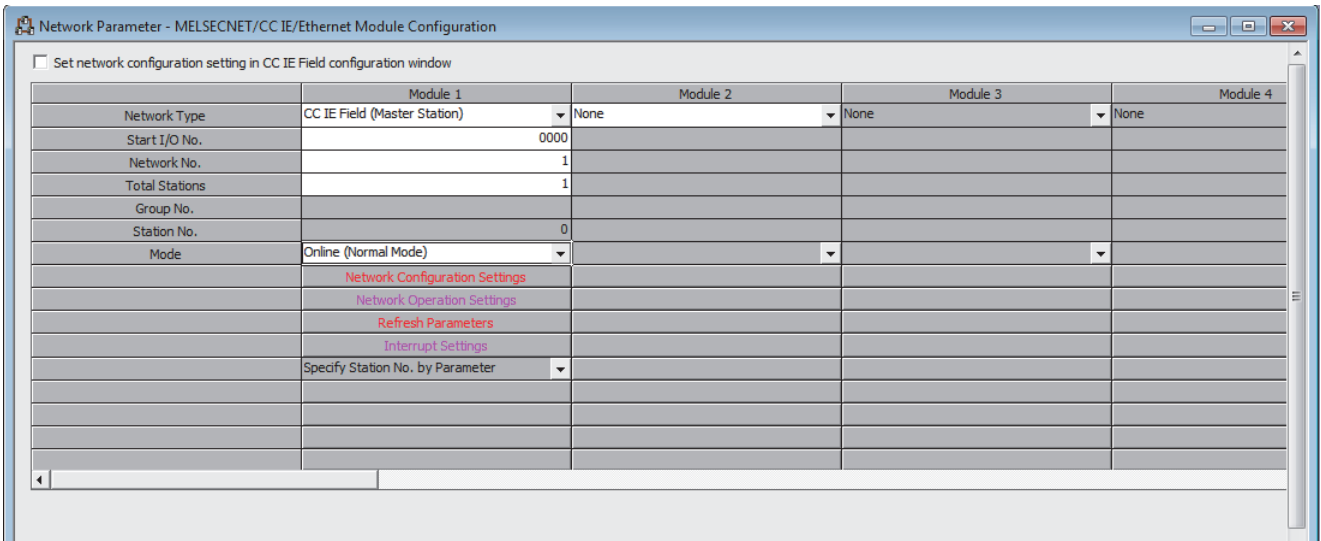 Network Parameter - MELSECNET/CC IE/Ethernet Module Configuration
Set network configuration setting in CC IE Field configuration window
Module 1 Module 2 Module 3 Module 4
Network Type CC IE Field (Master Station) None None None
Start I/O No. 0000
Network No. 1
Total Stations 1
Group No.
Station No. 0
Mode Online (Normal Mode)
Network Configuration Settings
Network Operation Settings
Refresh Parameters
Interrupt Settings
Specify Station No. by Parameter